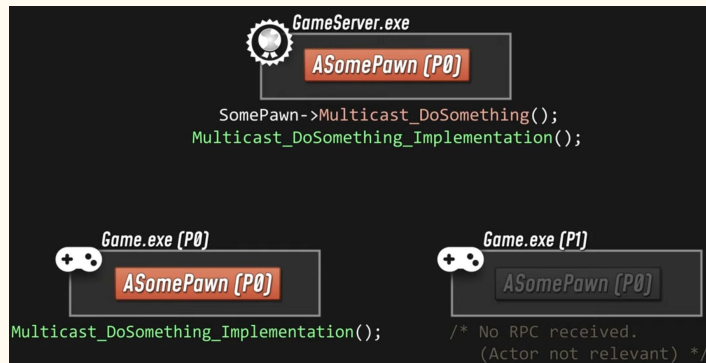 GameServer.exe
ASomePawn (P0)
SomePawn->Multicast_DoSomething();
Multicast_DoSomething_Implementation();
Game.exe (P0)
ASomePawn (P0)
Multicast_DoSomething_Implementation();
Game.exe (P1)
ASomePawn (P0)
/* No RPC received.
(Actor not relevant) */